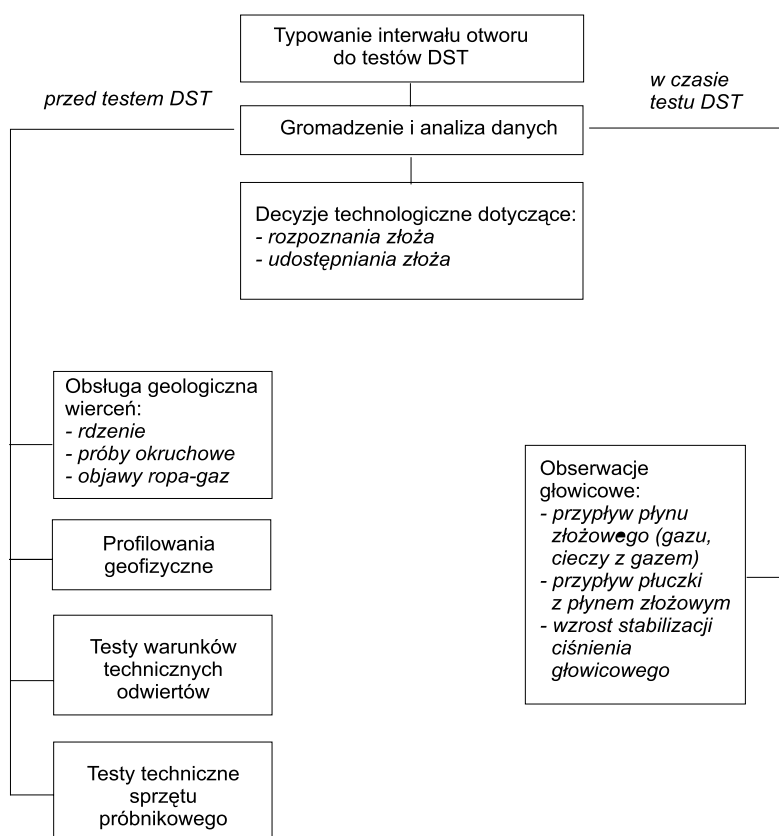 Typowanie interwału otworu
do testów DST
przed testem DST
w czasie
testu DST
Gromadzenie i analiza danych
Decyzje technologiczne dotyczące:
- rozpoznania złoża
- udostępniania złoża
Obsługa geologiczna
wierceń:
- rdzenie
- próby okruchowe
- objawy ropa-gaz
Profilowania
geofizyczne
Testy warunków
technicznych
odwiertów
Testy techniczne
sprzętu
próbnikowego
Obserwacje
głowicowe:
- przypływ płynu
złożowego (gazu,
cieczy z gazem)
- przypływ płuczki
z płynem złożowym
- wzrost stabilizacji
ciśnienia
głowicowego